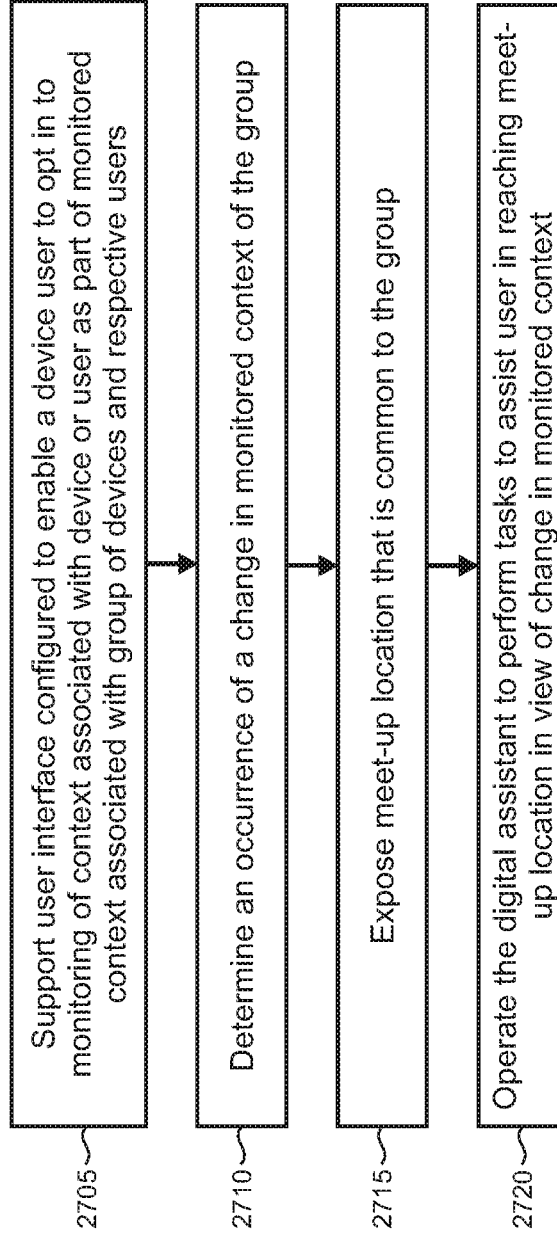 2705
Support user interface configured to enable a device user to opt in to
monitoring of context associated with device or user as part of monitored
context associated with group of devices and respective users
2710
Determine an occurrence of a change in monitored context of the group
2715
Expose meet-up location that is common to the group
2720
Operate the digital assistant to perform tasks to assist user in reaching meet-
up location in view of change in monitored context